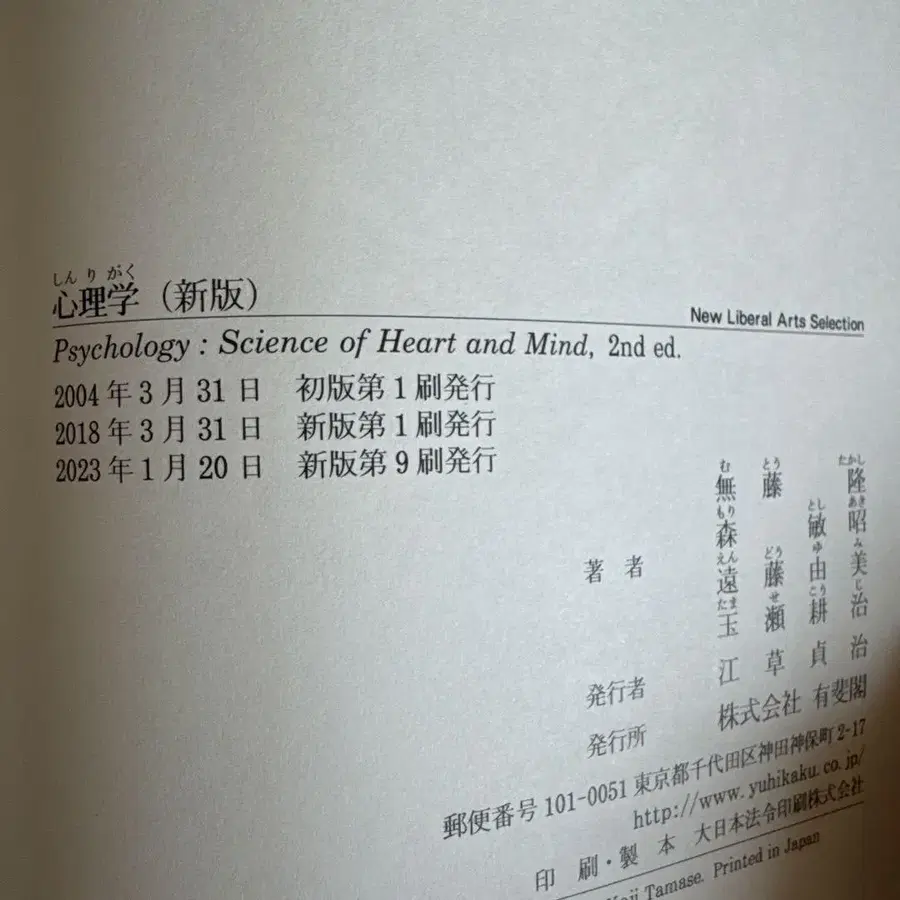 しんりがく
心理学（新版）
New Liberal Arts Selection
Psychology : Science of Heart and Mind, 2nd ed.
2004年3月31日 初版第1刷発行
2018年3月31日 新版第1刷発行
2023年1月20日 新版第9刷発行
著者
むとうたかし
無藤隆
もりとしあき
森敏昭
えんどうゆみ
遠藤由美
たませこうじ
玉瀬耕治
発行者 江草貞治
発行所 株式会社 有斐閣
郵便番号 101-0051 東京都千代田区神田神保町2-17
http://www.yuhikaku.co.jp/
印刷・製本 大日本法令印刷株式会社
Tamase. Printed in Japan